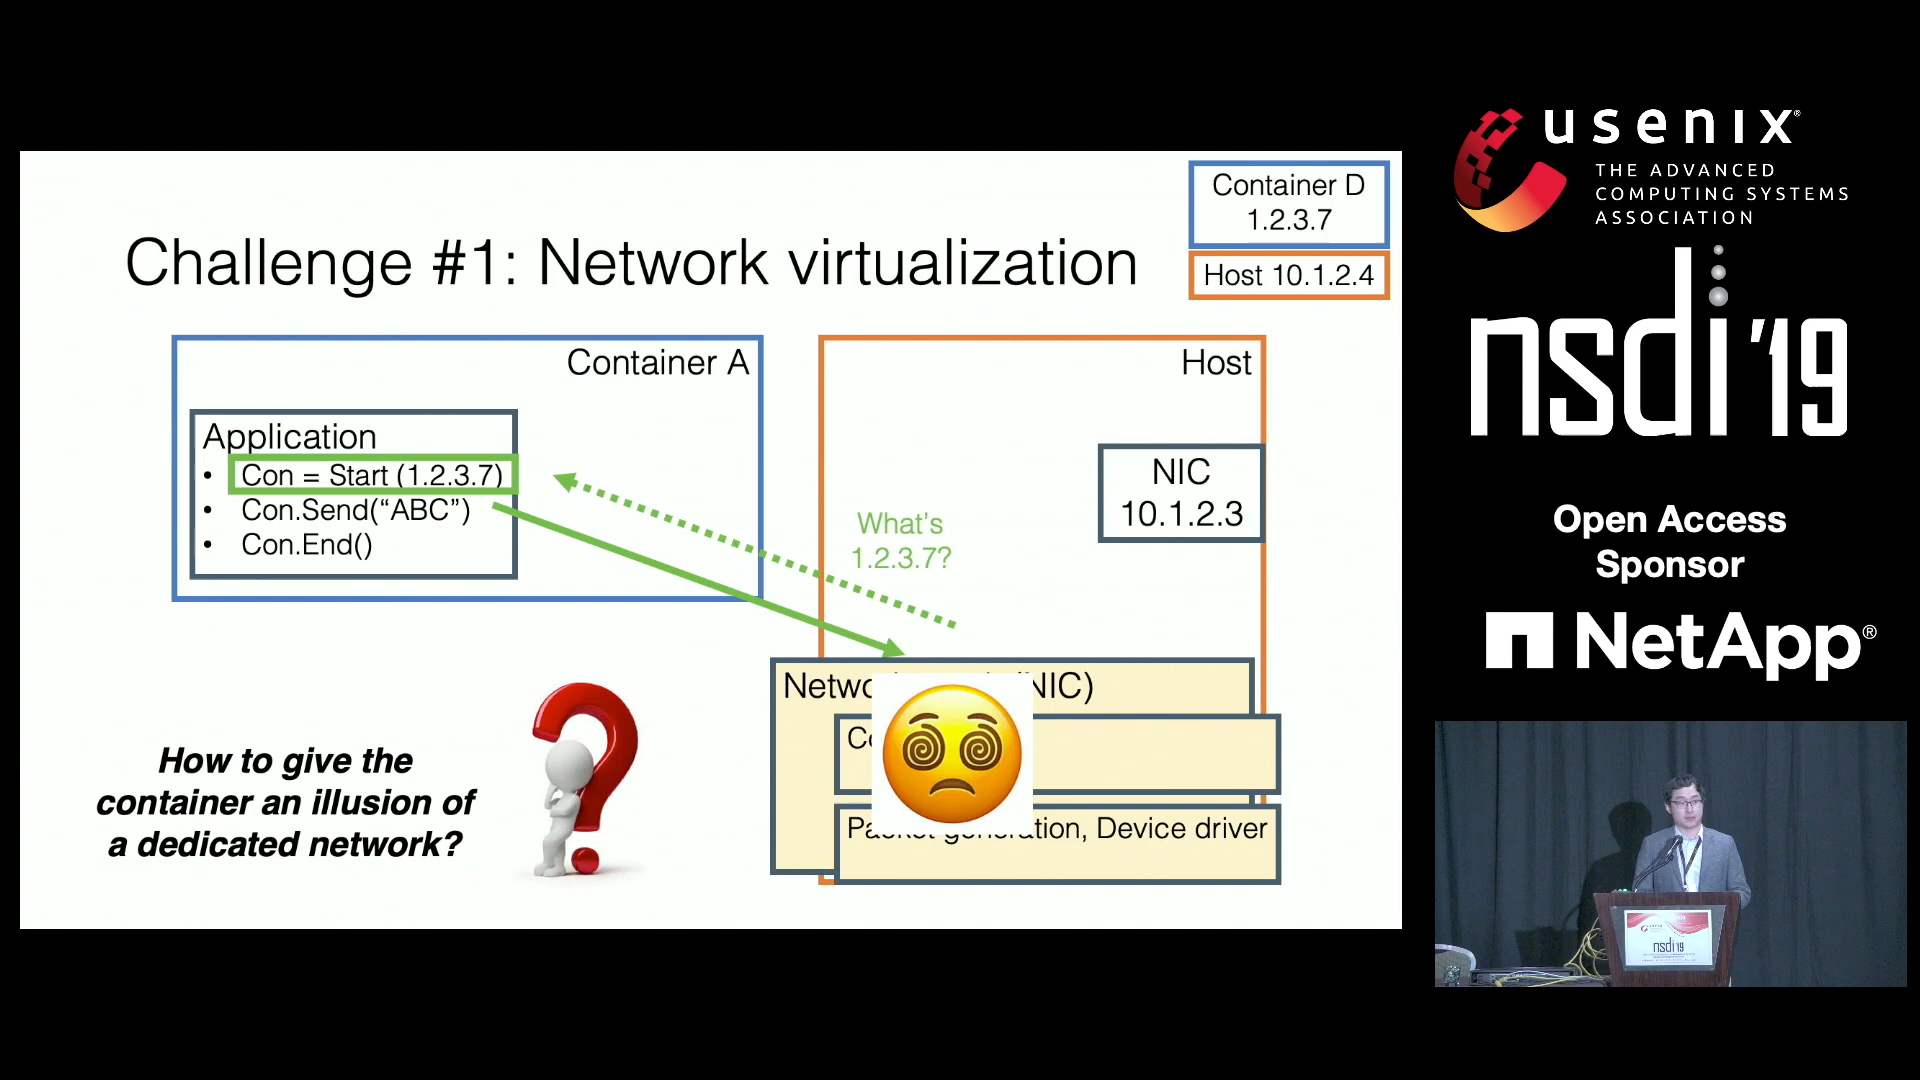 Container D
1.2.3.7
Host 10.1.2.4
Challenge #1: Network virtualization
Container A
Application
• Con = Start (1.2.3.7)
• Con.Send(“ABC”)
• Con.End()
Host
NIC
10.1.2.3
What’s
1.2.3.7?
NIC)
generation, Device driver
How to give the
container an illusion of
a dedicated network?
usenix®
THE ADVANCED
COMPUTING SYSTEMS
ASSOCIATION
nsdi '19
Open Access
Sponsor
NetApp®
usenix
nsdi '19